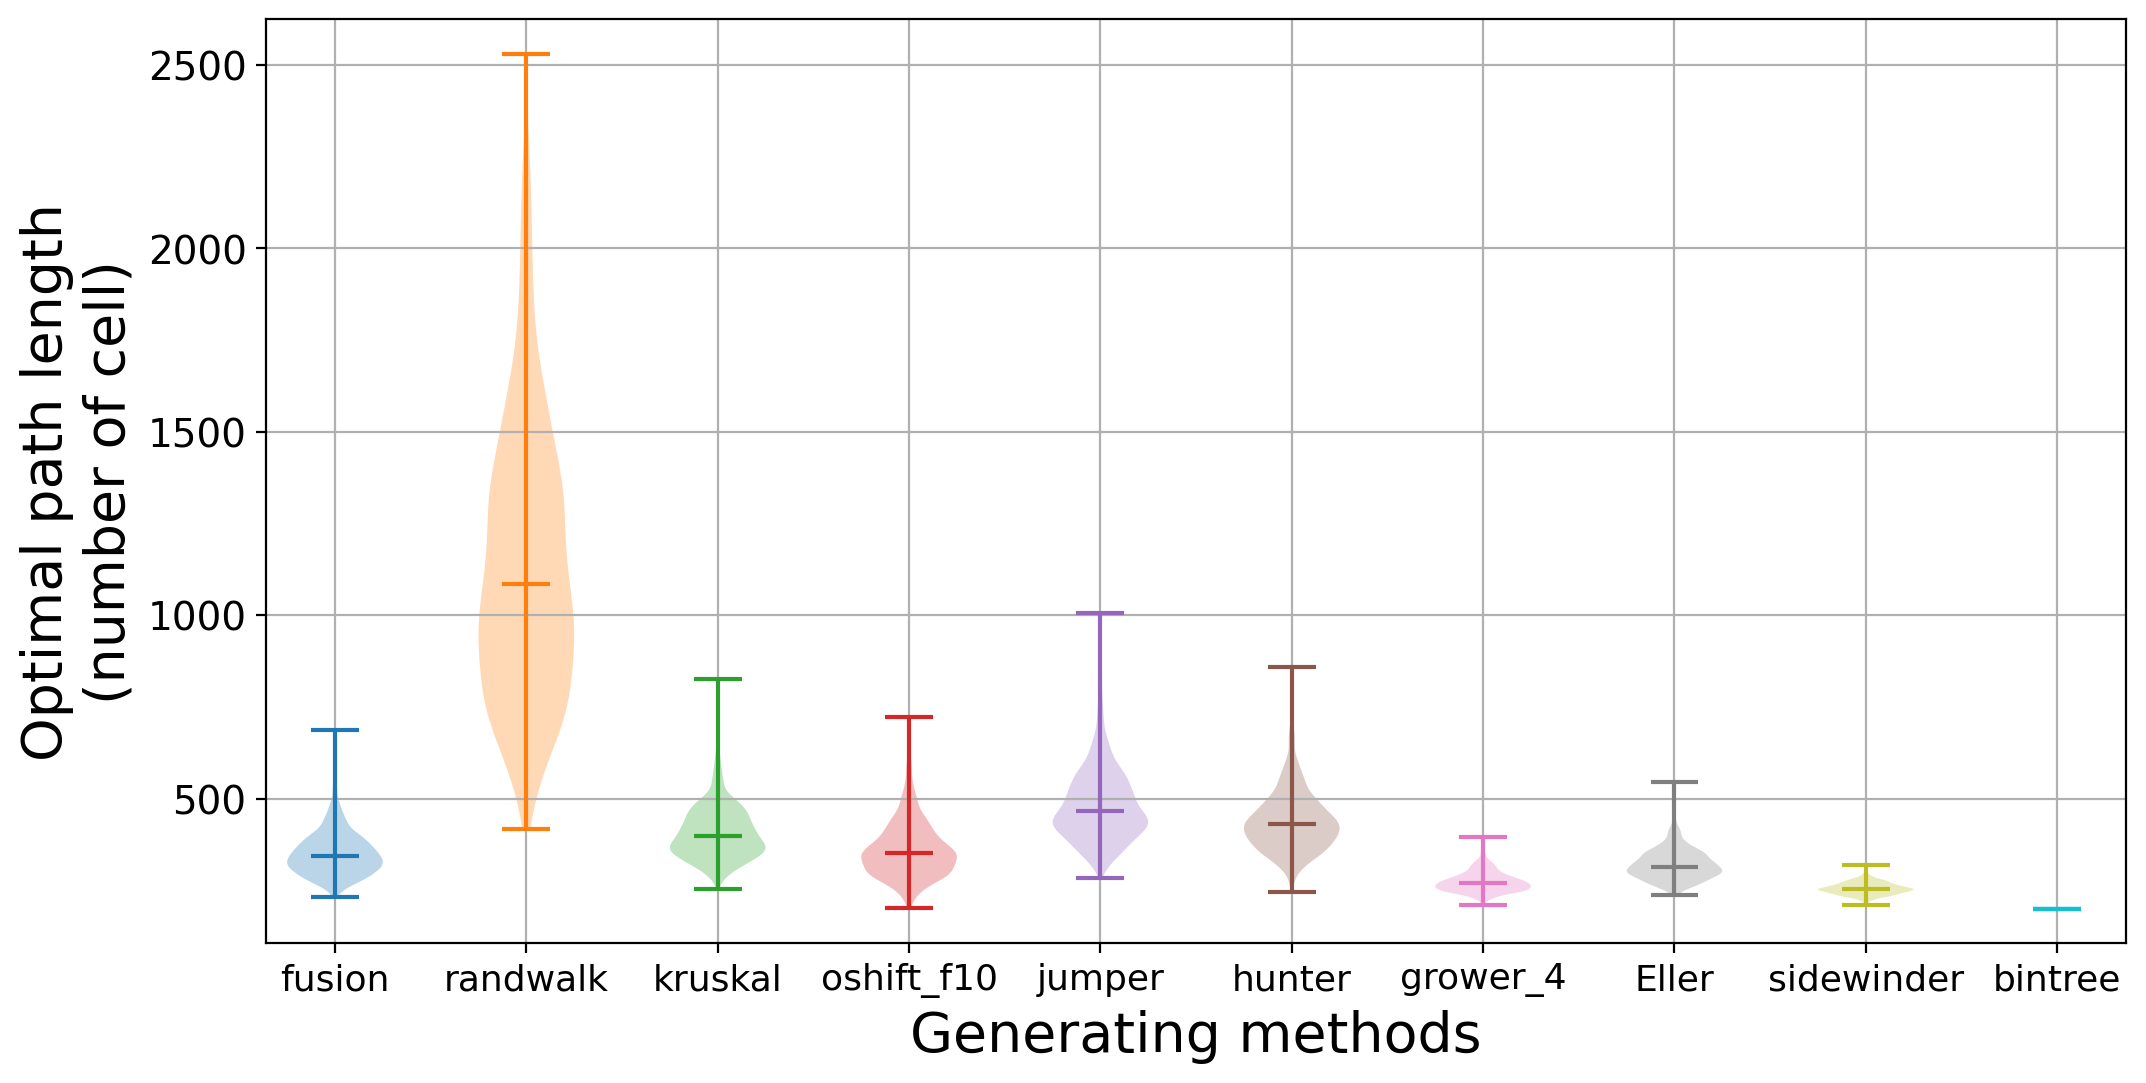 Optimal path length
(number of cell)
2500
2000
1500
1000
500
fusion randwalk kruskal oshift_f10 jumper hunter grower_4 Eller sidewinder bintree
Generating methods